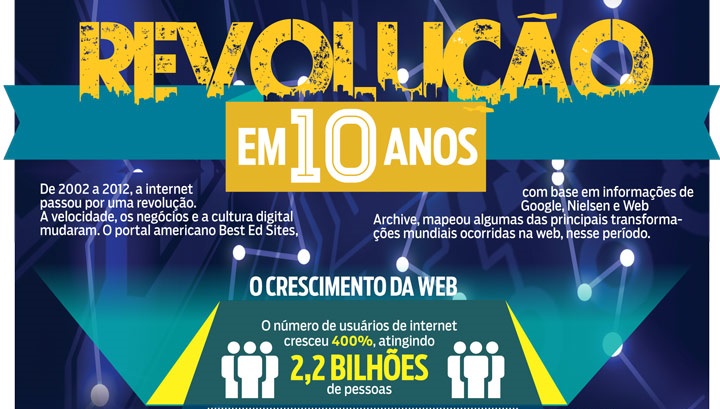 REVOLUÇÃO
EM 10 ANOS
De 2002 a 2012, a internet
passou por uma revolução.
A velocidade, os negócios e a cultura digital
mudaram. O portal americano Best Ed Sites,
com base em informações de
Google, Nielsen e Web
Archive, mapeou algumas das principais transforma-
ções mundiais ocorridas na web, nesse período.
O CRESCIMENTO DA WEB
O número de usuários de internet
cresceu 400%, atingindo
2,2 BILHÕES
de pessoas